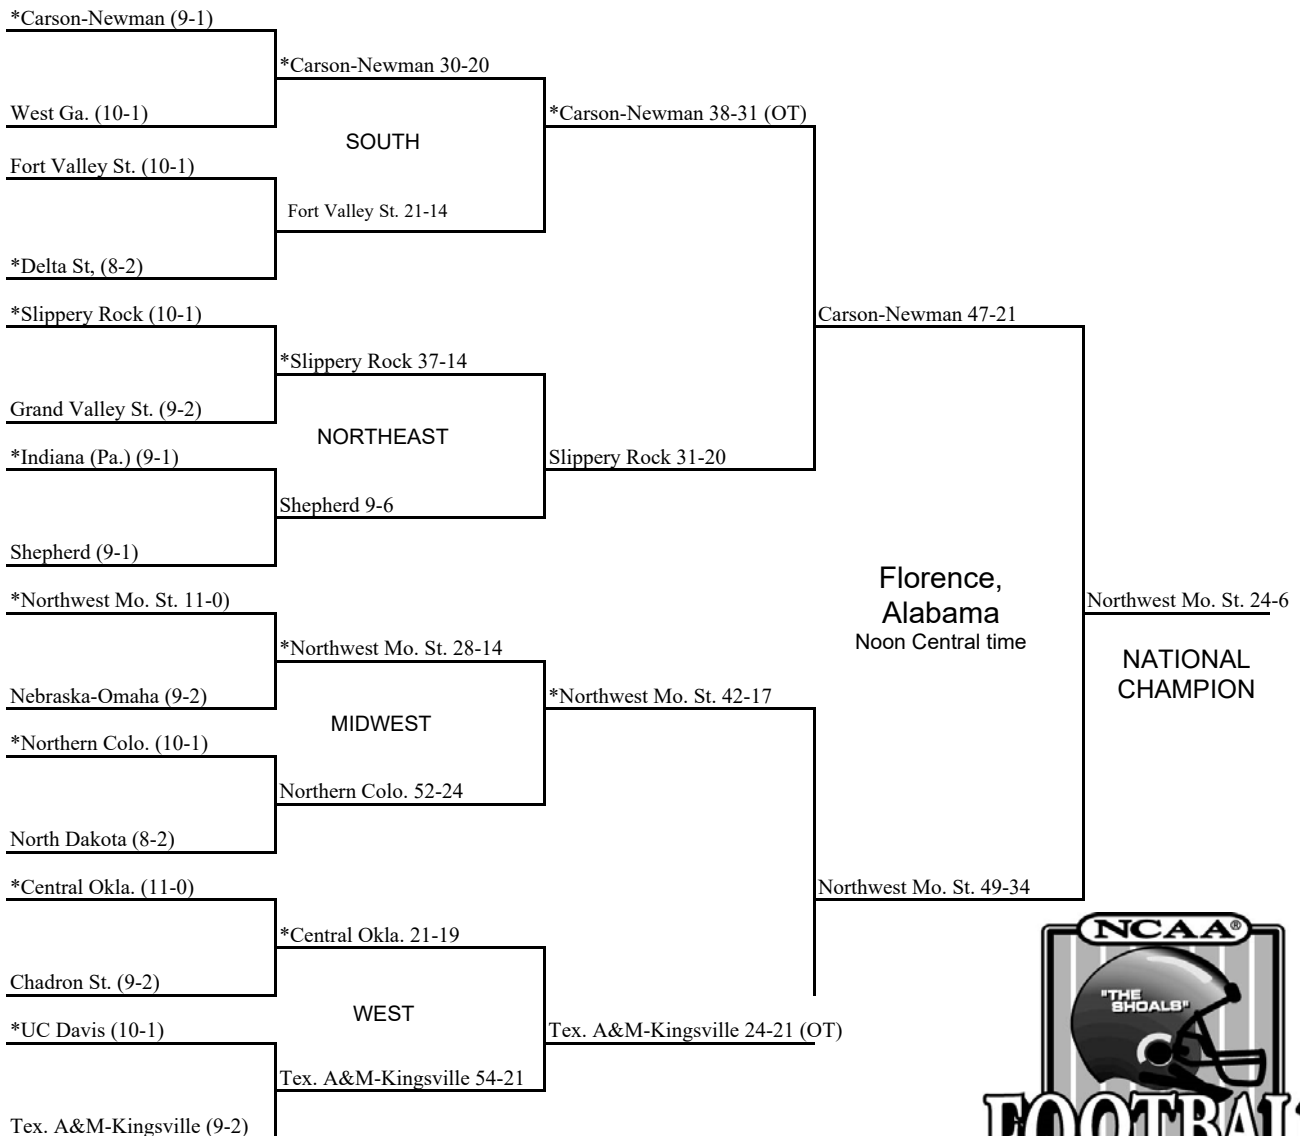 *Carson-Newman (9-1)
*Carson-Newman 30-20
West Ga. (10-1)
*Carson-Newman 38-31 (OT)
SOUTH
Fort Valley St. (10-1)
Fort Valley St. 21-14
*Delta St, (8-2)
*Slippery Rock (10-1)
Carson-Newman 47-21
*Slippery Rock 37-14
Grand Valley St. (9-2)
NORTHEAST
*Indiana (Pa.) (9-1)
Slippery Rock 31-20
Shepherd 9-6
Shepherd (9-1)
Florence,
Alabama
Noon Central time
*Northwest Mo. St. 11-0)
Northwest Mo. St. 24-6
*Northwest Mo. St. 28-14
NATIONAL
CHAMPION
Nebraska-Omaha (9-2)
*Northwest Mo. St. 42-17
MIDWEST
*Northern Colo. (10-1)
Northern Colo. 52-24
North Dakota (8-2)
*Central Okla. (11-0)
Northwest Mo. St. 49-34
*Central Okla. 21-19
Chadron St. (9-2)
WEST
*UC Davis (10-1)
Tex. A&M-Kingsville 24-21 (OT)
Tex. A&M-Kingsville 54-21
Tex. A&M-Kingsville (9-2)
NCAA®
"THE
SHOALS"
FOOTBALL